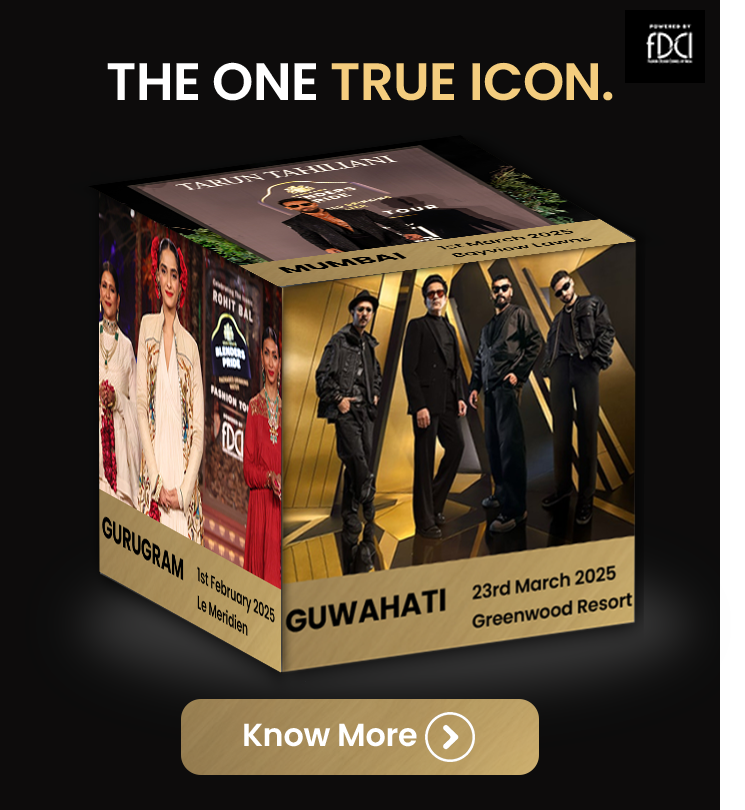 POWERED BY
FDCI
THE ONE TRUE ICON.
TARUN TAHILIANI
TOUR
MUMBAI
1st March 2025
Bayview Lawns
ROHIT BAL
BLENDERS
PRIDE
FASHION TOUR
FDCI
GURUGRAM
1st February 2025
Le Meridien
GUWAHATI
23rd March 2025
Greenwood Resort
Know More